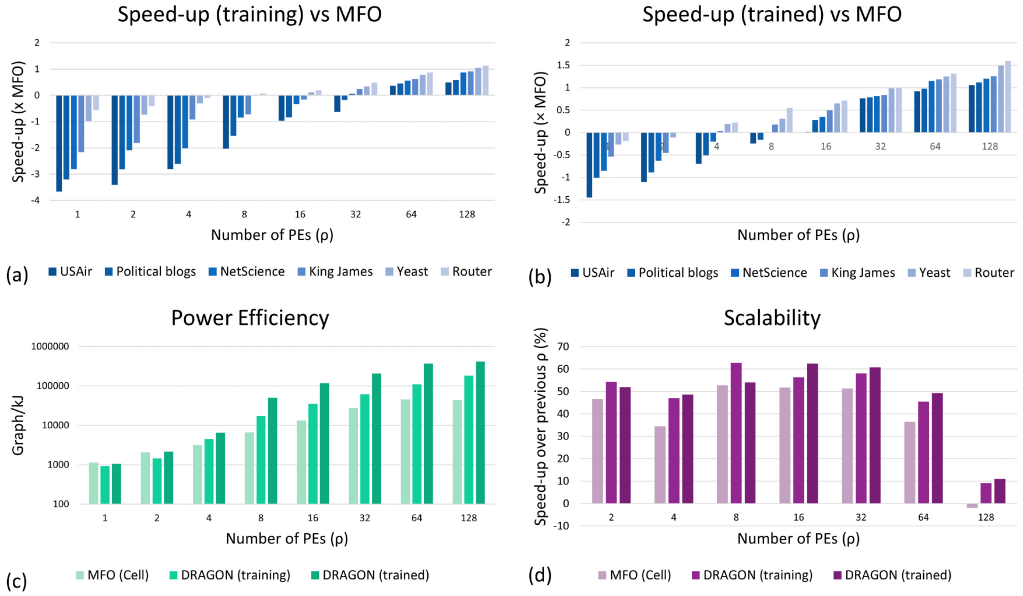 Speed-up (training) vs MFO
Speed-up (x MFO)
2
1
0
-1
-2
-3
-4
1 2 4 8 16 32 64 128
Number of PEs (ρ)
(a) USAir Political blogs NetScience King James Yeast Router
Speed-up (trained) vs MFO
Speed-up (× MFO)
2
1.5
1
0.5
0
-0.5
-1
-1.5
-2
1 2 4 8 16 32 64 128
Number of PEs (ρ)
(b) USAir Political blogs NetScience King James Yeast Router
Power Efficiency
Graph/kJ
1000000
100000
10000
1000
100
1 2 4 8 16 32 64 128
Number of PEs (ρ)
(c) MFO (Cell) DRAGON (training) DRAGON (trained)
Scalability
Speed-up over previous ρ (%)
70
60
50
40
30
20
10
0
-10
2 4 8 16 32 64 128
Number of PEs (ρ)
(d) MFO (Cell) DRAGON (training) DRAGON (trained)